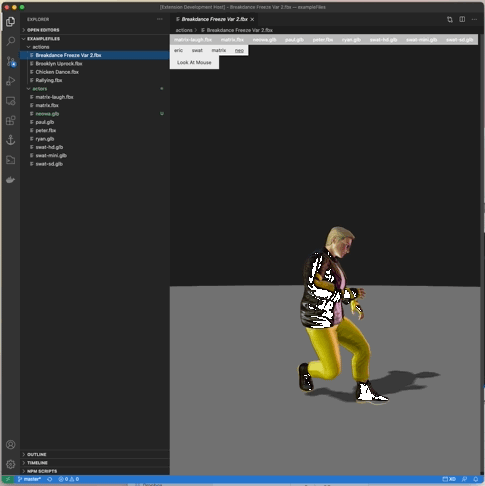 [Extension Development Host] - Breakdance Freeze Var 2.fbx — exampleFiles
EXPLORER
Breakdance Freeze Var 2.fbx
OPEN EDITORS
actions > Breakdance Freeze Var 2.fbx
EXAMPLEFILES
matrix-laugh.fbx matrix.fbx neowa.glb paul.glb peter.fbx ryan.glb swat-hd.glb swat-mini.glb swat-sd.glb
actions
eric swat matrix neo
Breakdance Freeze Var 2.fbx
Look At Mouse
Brooklyn Uprock.fbx
Chicken Dance.fbx
Rallying.fbx
actors
matrix-laugh.fbx
matrix.fbx
neowa.glb
U
paul.glb
peter.fbx
ryan.glb
swat-hd.glb
swat-mini.glb
swat-sd.glb
OUTLINE
TIMELINE
NPM SCRIPTS
master* 0 0
XO